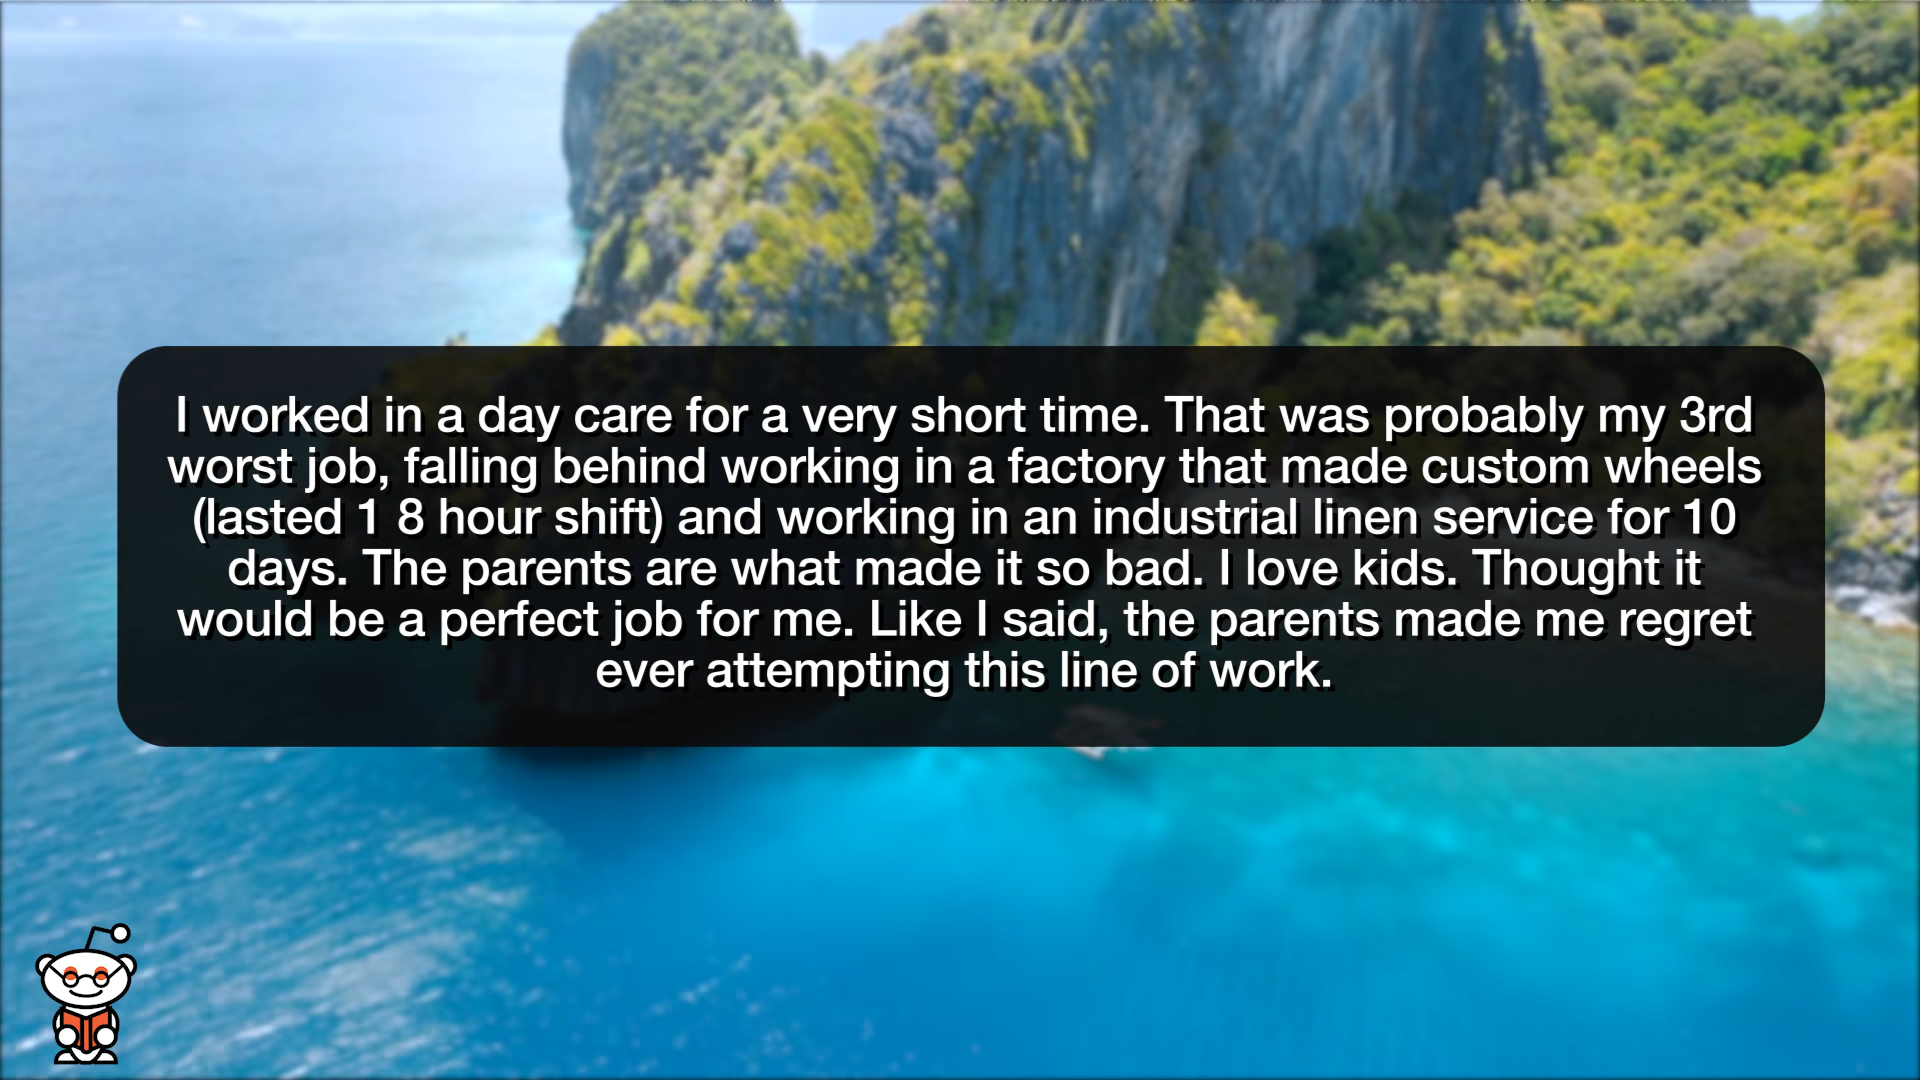 I worked in a day care for a very short time. That was probably my 3rd
worst job, falling behind working in a factory that made custom wheels
(lasted 1 8 hour shift) and working in an industrial linen service for 10
days. The parents are what made it so bad. I love kids. Thought it
would be a perfect job for me. Like I said, the parents made me regret
ever attempting this line of work.